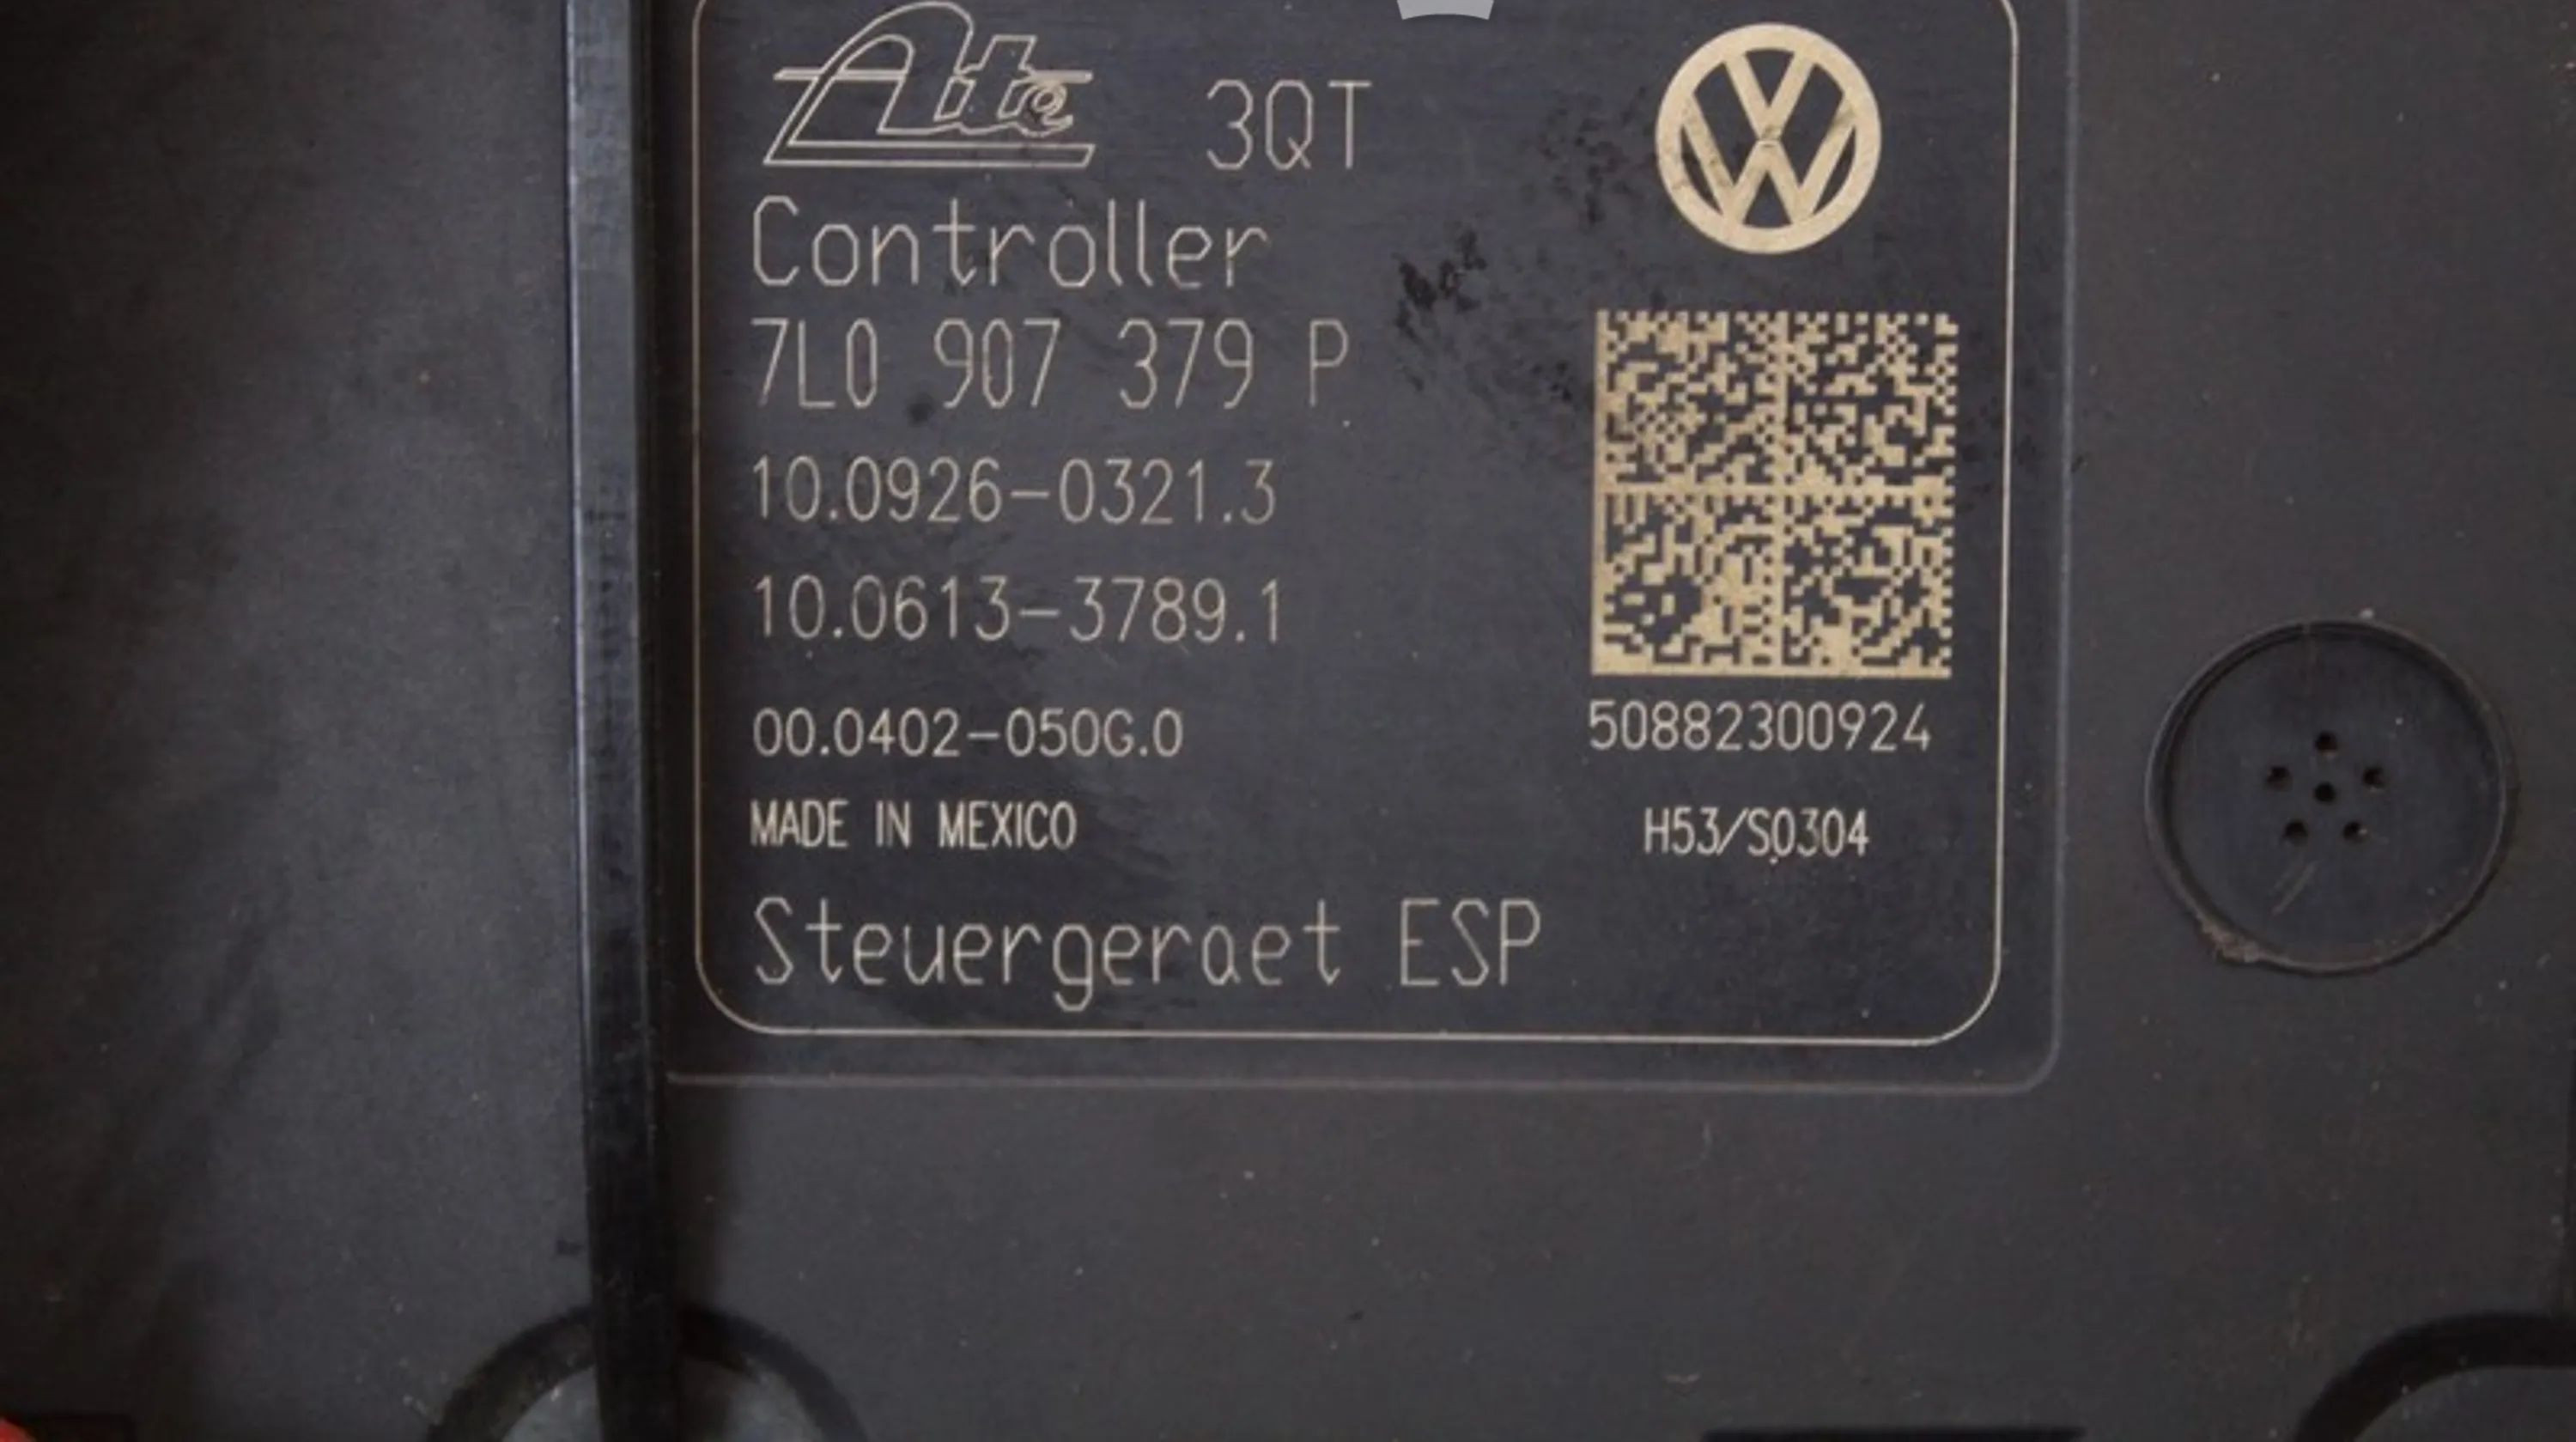 Ate 3QT
Controller
7L0 907 379 P
10.0926-0321.3
10.0613-3789.1
00.0402-050G.0
50882300924
MADE IN MEXICO
H53/S0304
Steuergeraet ESP